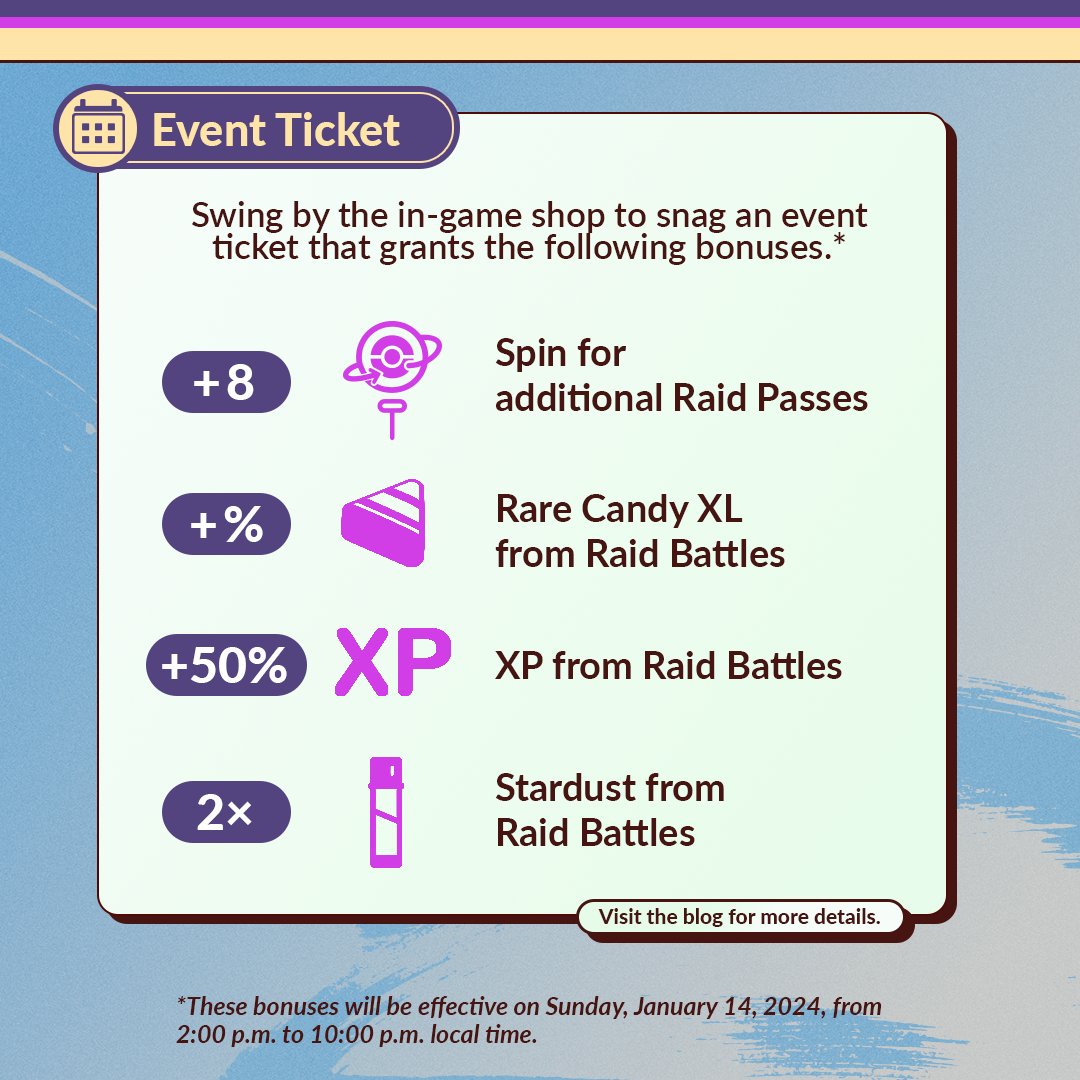 Event Ticket
Swing by the in-game shop to snag an event
ticket that grants the following bonuses.*
+8
Spin for
additional Raid Passes
+%
Rare Candy XL
from Raid Battles
+50%
XP
XP from Raid Battles
2×
Stardust from
Raid Battles
Visit the blog for more details.
*These bonuses will be effective on Sunday, January 14, 2024, from
2:00 p.m. to 10:00 p.m. local time.